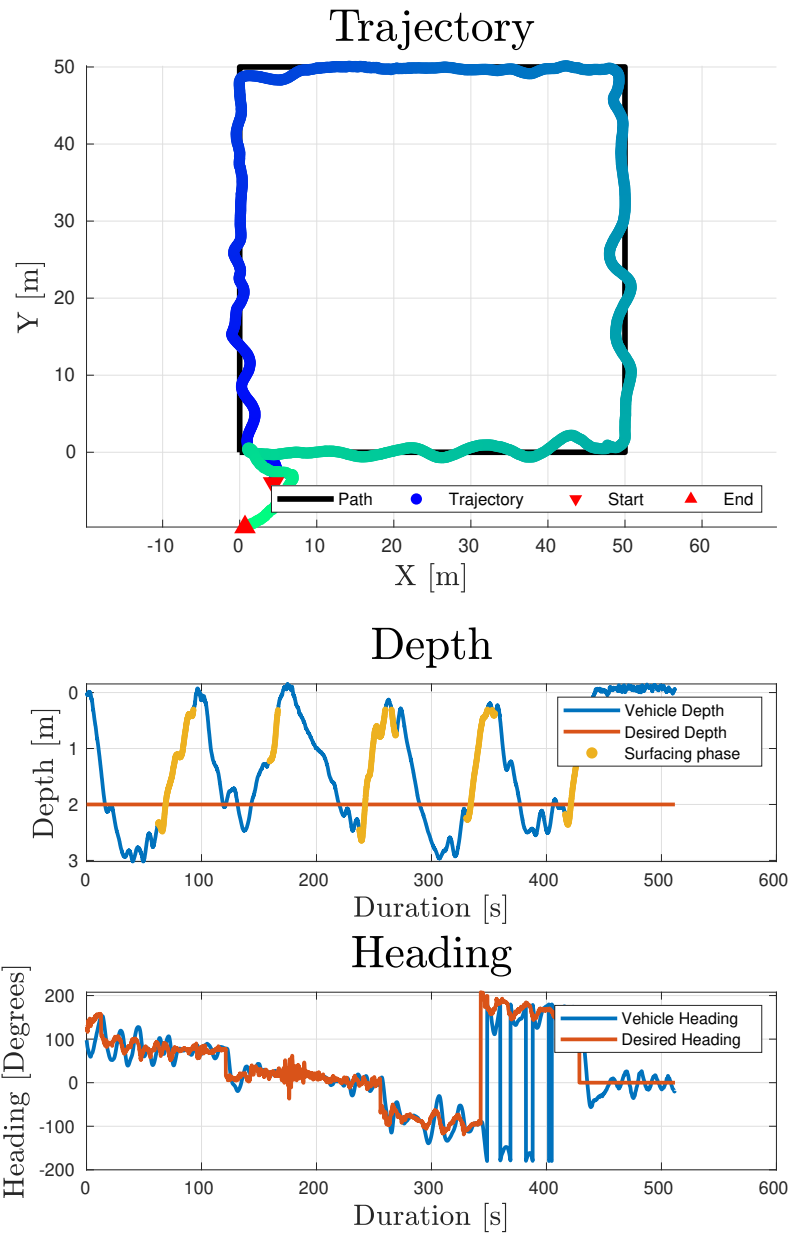 Trajectory
50
40
30
20
10
0
Y [m]
Path Trajectory Start End
-10 0 10 20 30 40 50 60
X [m]
Depth
0
1
2
3
Depth [m]
Vehicle Depth
Desired Depth
Surfacing phase
0 100 200 300 400 500 600
Duration [s]
Heading
200
100
0
-100
-200
Heading [Degrees]
Vehicle Heading
Desired Heading
0 100 200 300 400 500 600
Duration [s]